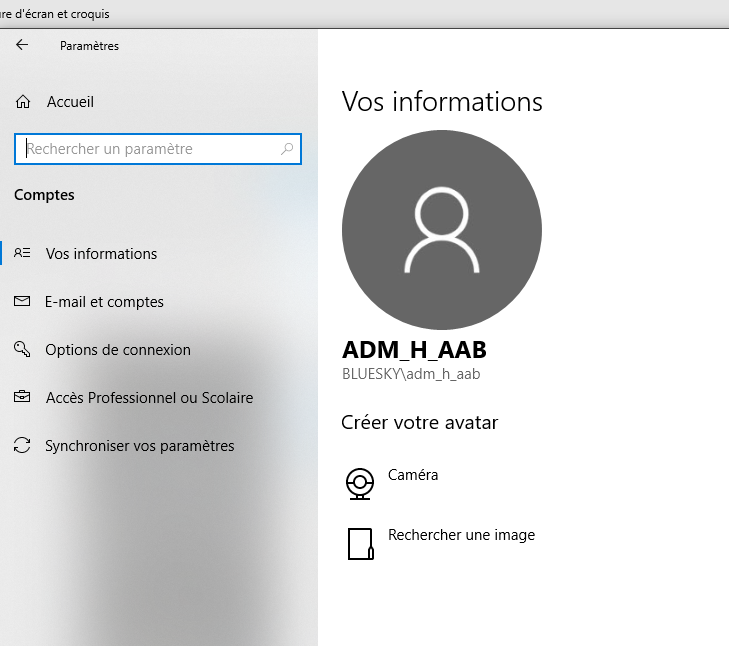 re d'écran et croquis
Paramètres
Accueil
Rechercher un paramètre
Comptes
Vos informations
E-mail et comptes
Options de connexion
Accès Professionnel ou Scolaire
Synchroniser vos paramètres
Vos informations
ADM_H_AAB
BLUESKY\adm_h_aab
Créer votre avatar
Caméra
Rechercher une image